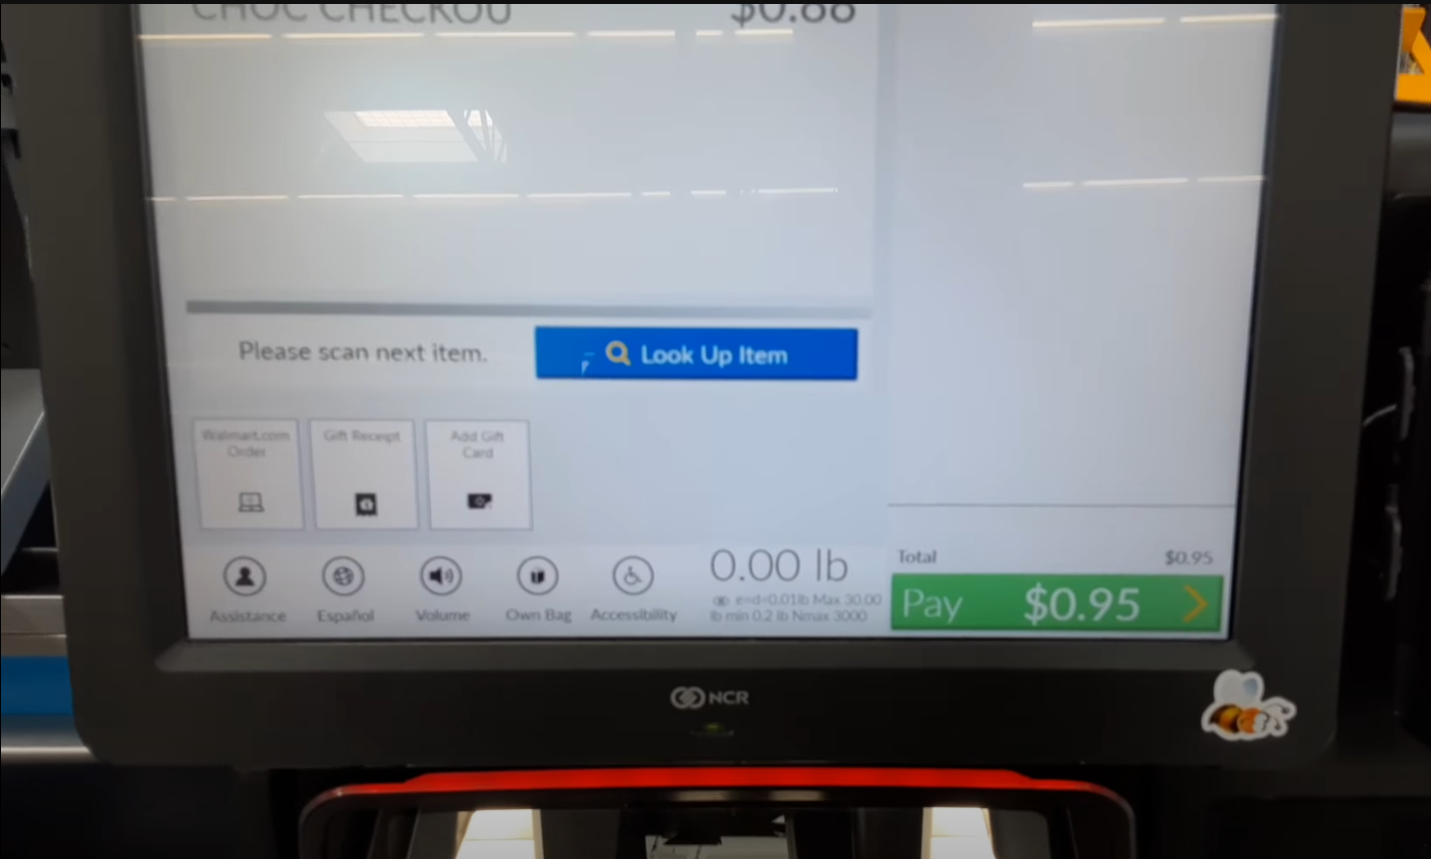 CHOC CHECKOU $0.88
Please scan next item.
Look Up Item
Walmart.com
Order
Gift Receipt
Add Gift
Card
Assistance
Español
Volume
Own Bag
Accessibility
0.00 lb
e=d=0.01lb Max 30.00
lb min 0.2 lb Nmax 3000
Total $0.95
Pay $0.95
NCR